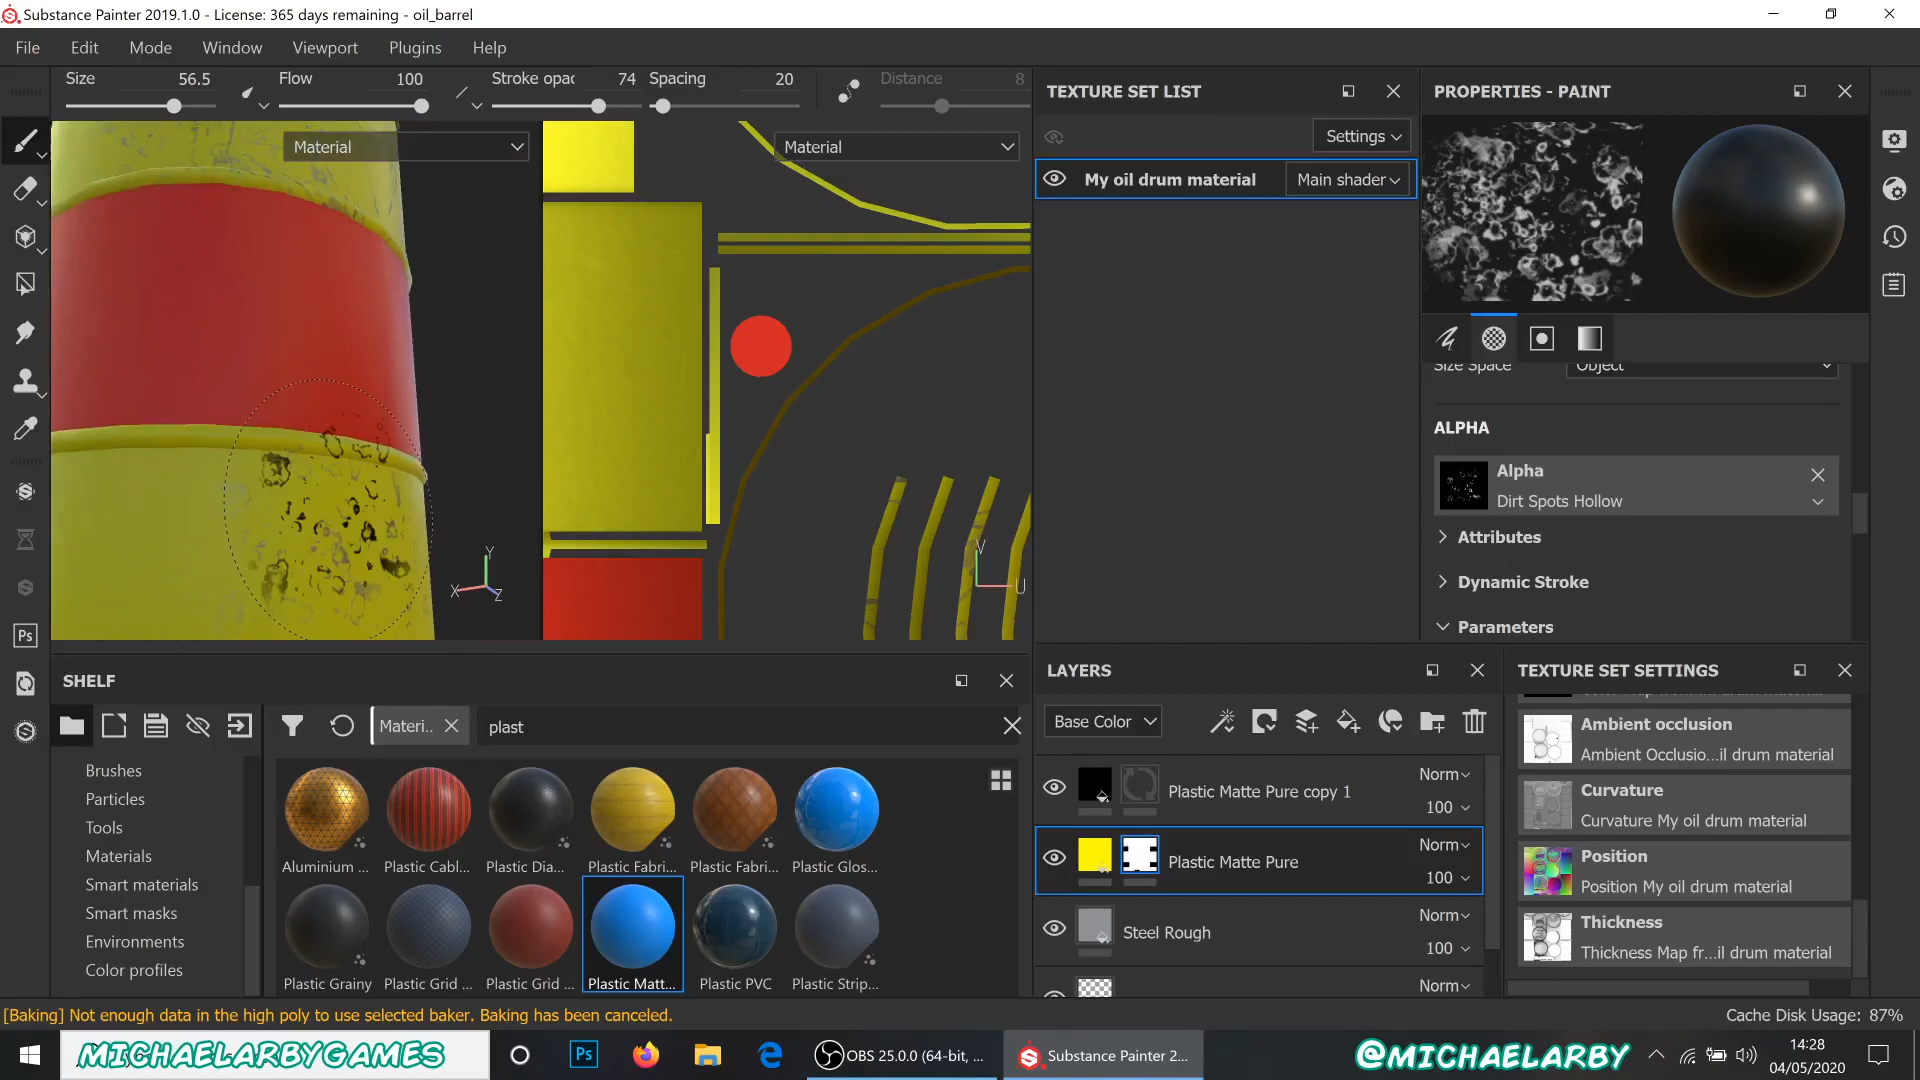 Substance Painter 2019.1.0 - License: 365 days remaining - oil_barrel
File Edit Mode Window Viewport Plugins Help
Size 56.5 Flow 100 Stroke opac 74 Spacing 20 Distance 8
Material
Material
Y
X
Z
V
U
TEXTURE SET LIST
Settings
My oil drum material Main shader
PROPERTIES - PAINT
Size Space Object
ALPHA
Alpha
Dirt Spots Hollow
Attributes
Dynamic Stroke
Parameters
SHELF
Materi..
plast
Brushes
Particles
Tools
Materials
Smart materials
Smart masks
Environments
Color profiles
Aluminium ... Plastic Cabl... Plastic Dia... Plastic Fabri... Plastic Fabri... Plastic Glos...
Plastic Grainy Plastic Grid ... Plastic Grid ... Plastic Matt... Plastic PVC Plastic Strip...
LAYERS
Base Color
Plastic Matte Pure copy 1 Norm 100
Plastic Matte Pure Norm 100
Steel Rough Norm 100
Norm
TEXTURE SET SETTINGS
Ambient occlusion
Ambient Occlusio...il drum material
Curvature
Curvature My oil drum material
Position
Position My oil drum material
Thickness
Thickness Map fr...il drum material
[Baking] Not enough data in the high poly to use selected baker. Baking has been canceled.
Cache Disk Usage: 87%
MICHAELARBYGAMES
Ps
OBS 25.0.0 (64-bit, ...
Substance Painter 2...
@MICHAELARBY
14:28
04/05/2020
Ps